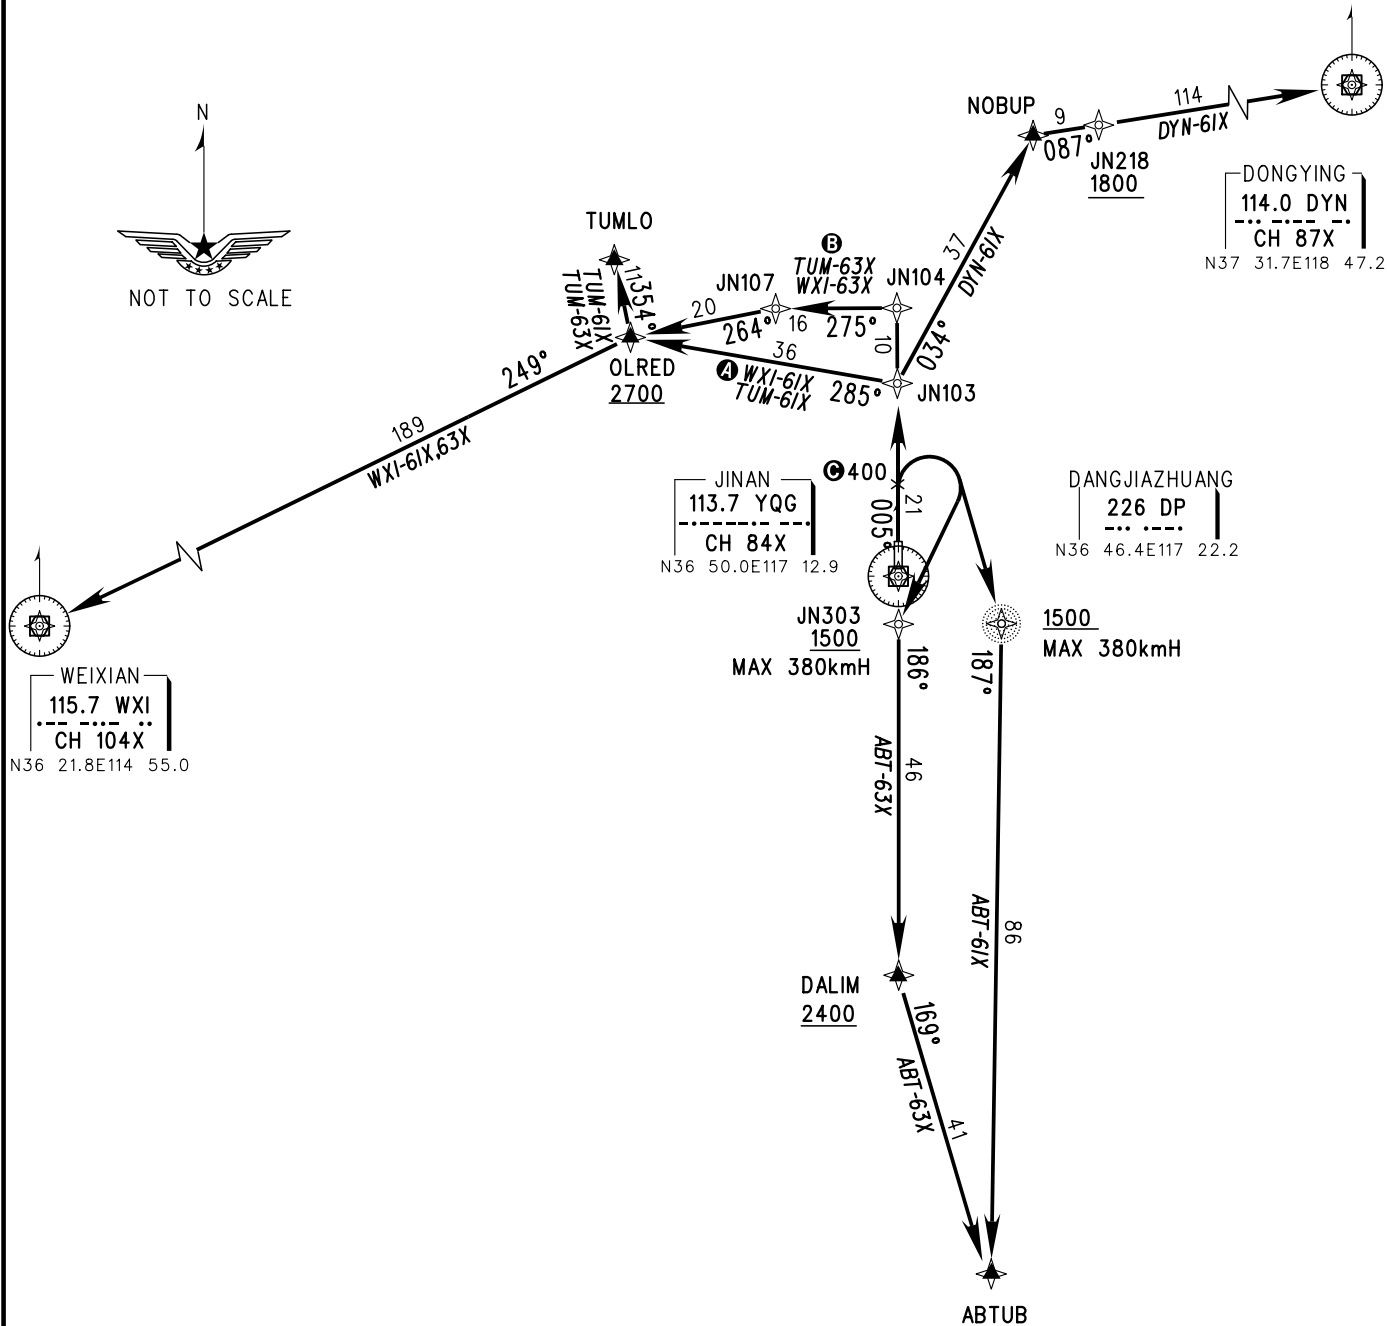 N
NOT TO SCALE
NOBUP
9
087°
JN218
1800
114
DYN-61X
DONGYING
114.0 DYN
CH 87X
N37 31.7E118 47.2
TUMLO
11
354°
TUM-61X
TUM-63X
B
TUM-63X
WXI-63X
JN107
JN104
20
264°
16
275°
10
37
DYN-61X
034°
OLRED
2700
36
A WXI-61X
TUM-61X
285°
JN103
249°
189
WXI-61X,63X
C 400
21
005°
JINAN
113.7 YQG
CH 84X
N36 50.0E117 12.9
DANGJIAZHUANG
226 DP
N36 46.4E117 22.2
JN303
1500
MAX 380kmH
1500
MAX 380kmH
186°
187°
WEIXIAN
115.7 WXI
CH 104X
N36 21.8E114 55.0
ABT-63X
46
ABT-61X
86
DALIM
2400
169°
ABT-63X
41
ABTUB